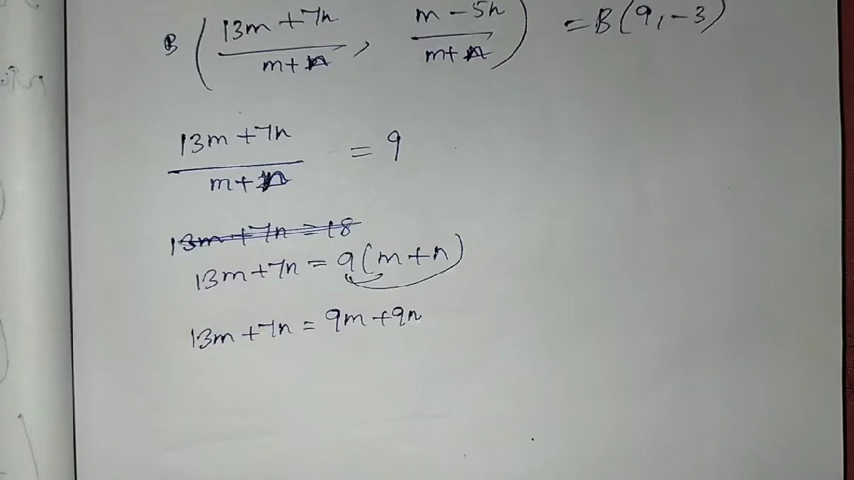 B ( (13m + 7n)/(m+n) , (m - 5n)/(m+n) ) = B(9, -3)
(13m + 7n)/(m+n) = 9
13m + 7n = 18
13m + 7n = 9(m+n)
13m + 7n = 9m + 9n